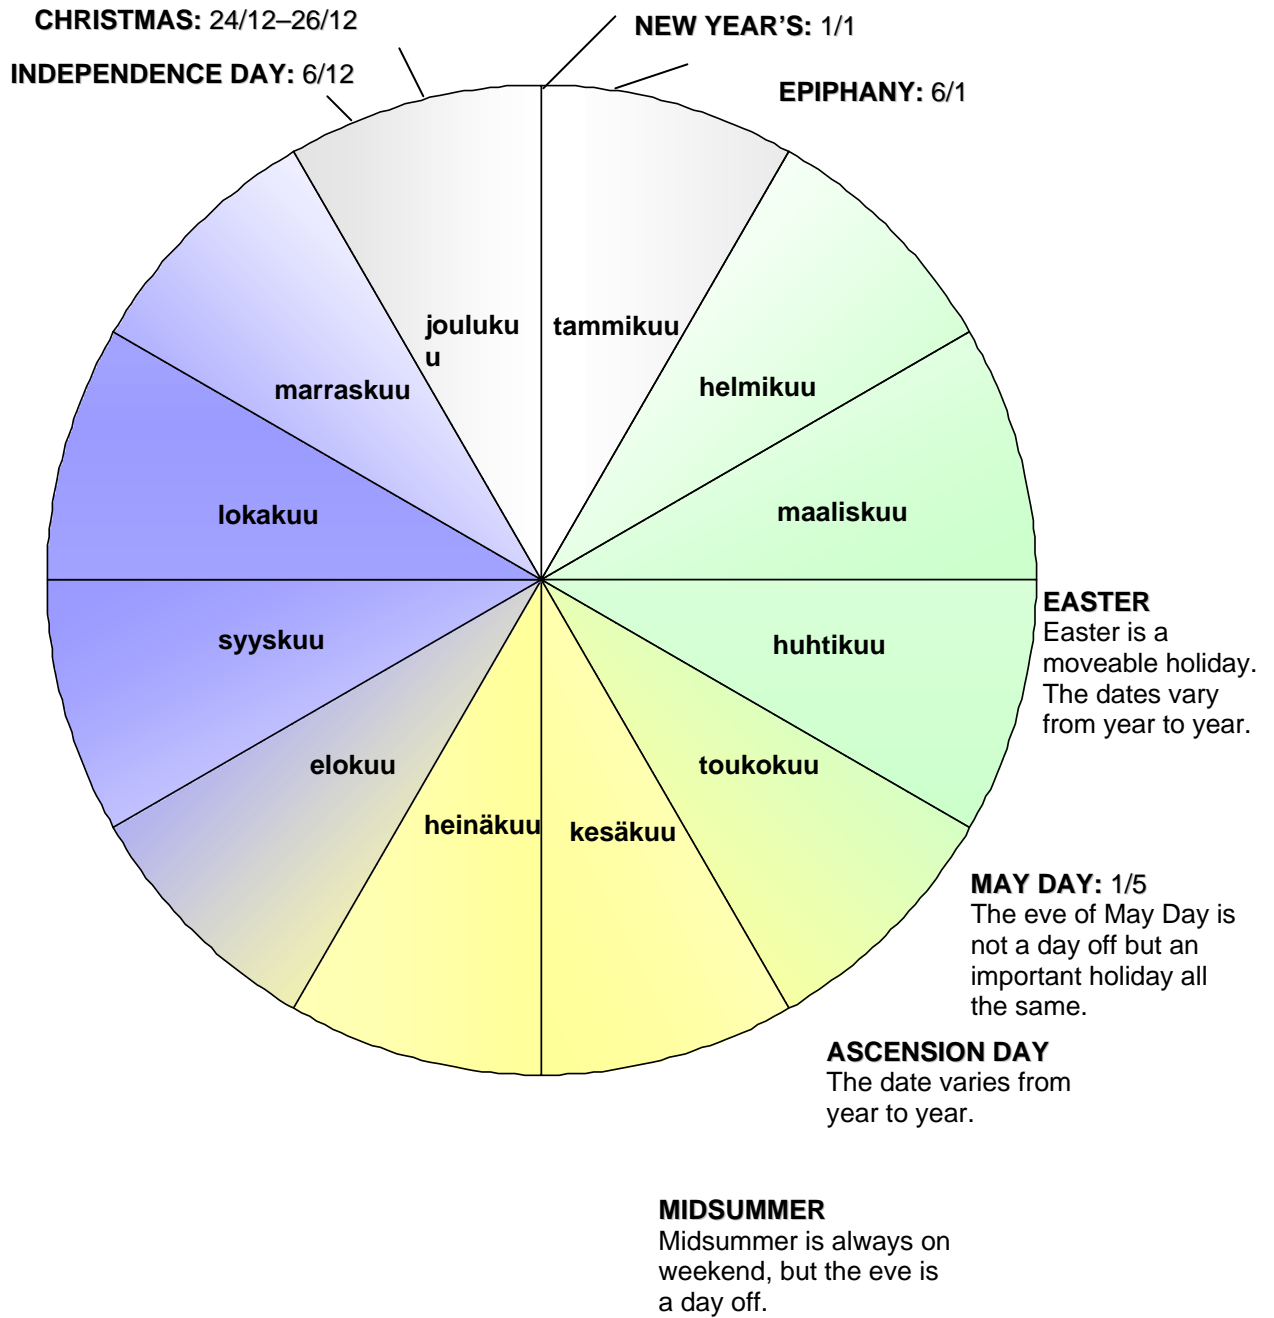 CHRISTMAS: 24/12–26/12
NEW YEAR'S: 1/1
INDEPENDENCE DAY: 6/12
EPIPHANY: 6/1
jouluku
u
tammikuu
marraskuu
helmikuu
lokakuu
maaliskuu
syyskuu
huhtikuu
EASTER
Easter is a
moveable holiday.
The dates vary
from year to year.
elokuu
toukokuu
heinäkuu
kesäkuu
MAY DAY: 1/5
The eve of May Day is
not a day off but an
important holiday all
the same.
ASCENSION DAY
The date varies from
year to year.
MIDSUMMER
Midsummer is always on
weekend, but the eve is
a day off.